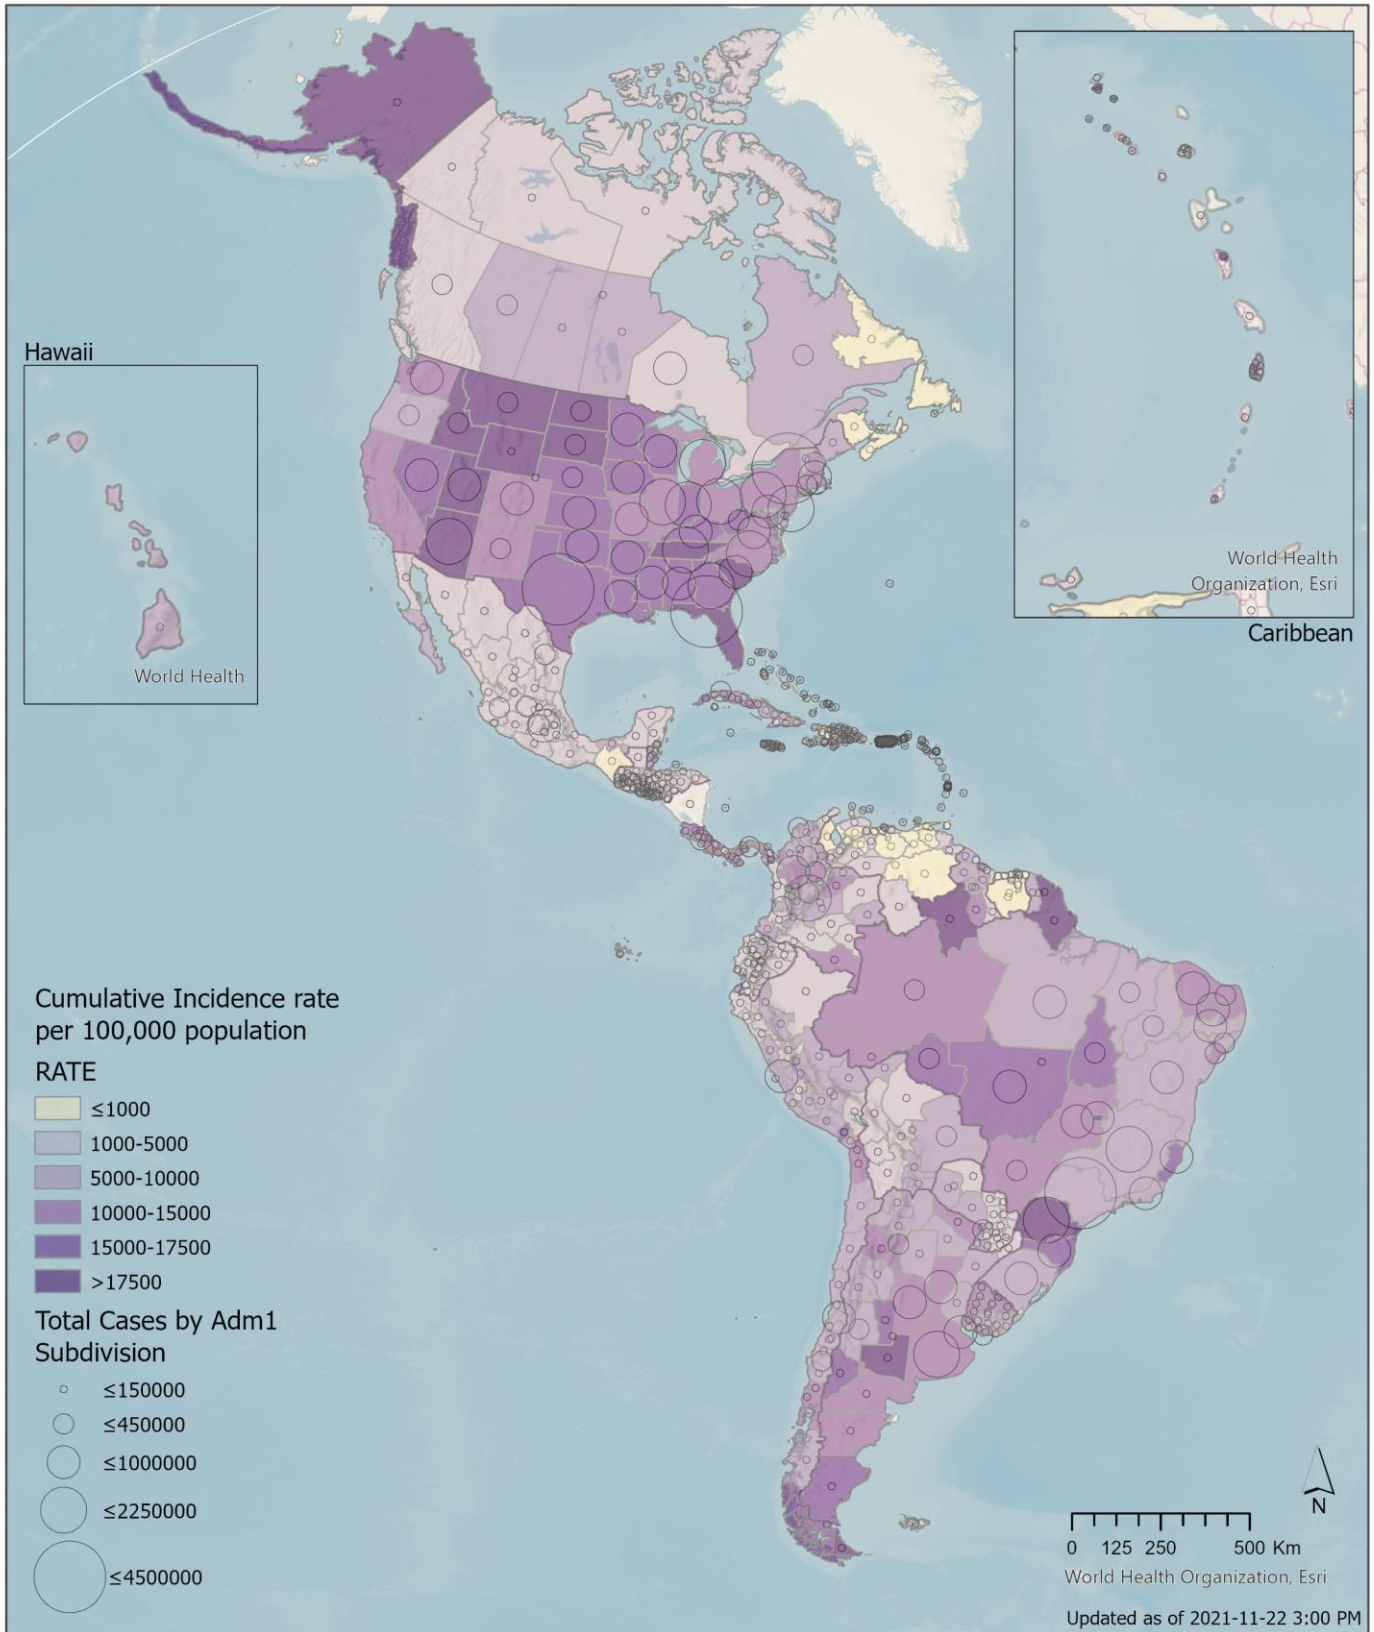 Hawaii
World Health
World Health
Organization, Esri
Caribbean
Cumulative Incidence rate
per 100,000 population
RATE
≤1000
1000-5000
5000-10000
10000-15000
15000-17500
>17500
Total Cases by Adm1
Subdivision
≤150000
≤450000
≤1000000
≤2250000
≤4500000
N
0 125 250 500 Km
World Health Organization, Esri
Updated as of 2021-11-22 3:00 PM